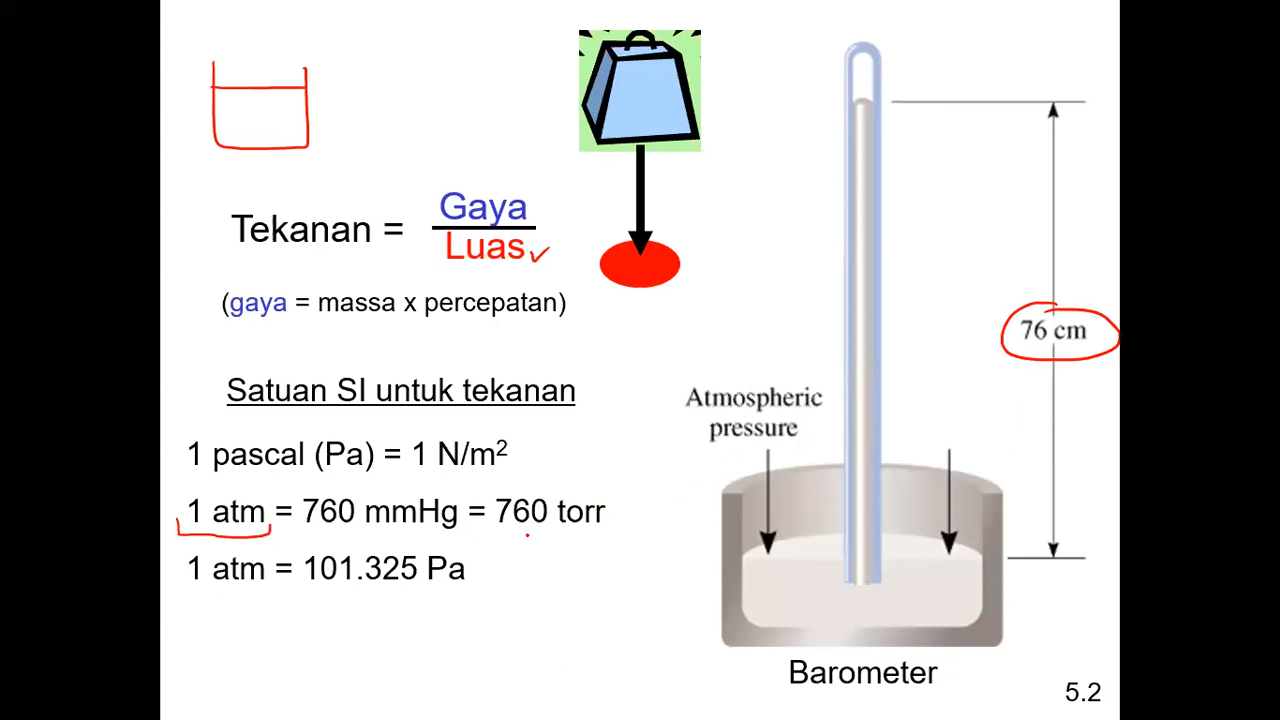 Tekanan = Gaya
Luas
(gaya = massa x percepatan)
Satuan SI untuk tekanan
1 pascal (Pa) = 1 N/m²
1 atm = 760 mmHg = 760 torr
1 atm = 101.325 Pa
76 cm
Atmospheric
pressure
Barometer
5.2